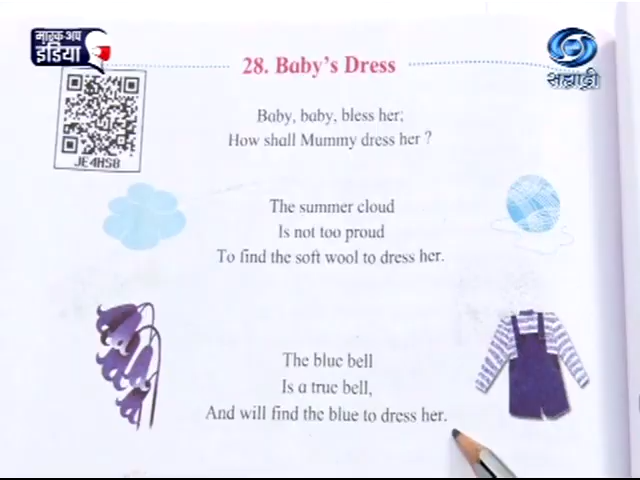 मास्क अप
इंडिया
सह्याद्री
28. Baby's Dress
JE4HS8
Baby, baby, bless her;
How shall Mummy dress her ?
The summer cloud
Is not too proud
To find the soft wool to dress her.
The blue bell
Is a true bell,
And will find the blue to dress her.